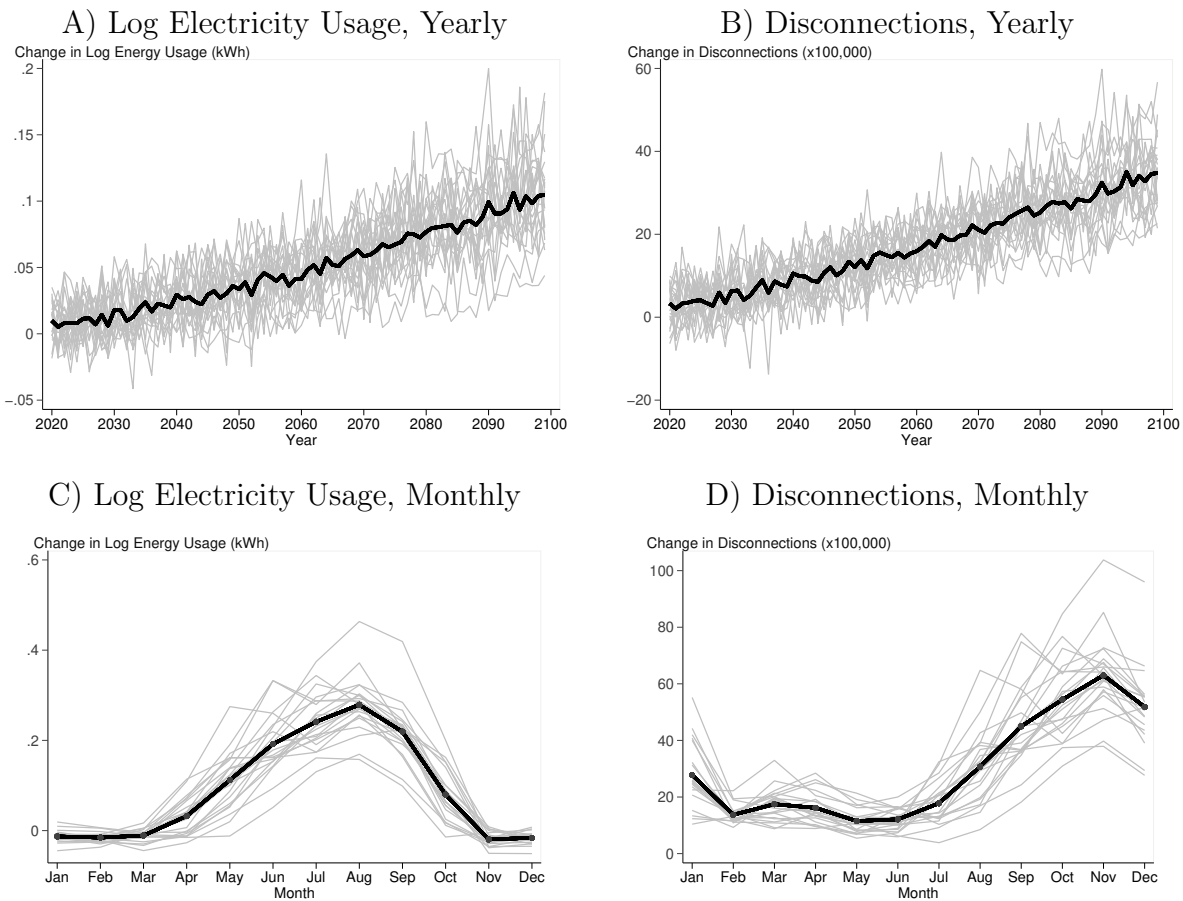 A) Log Electricity Usage, Yearly
Change in Log Energy Usage (kWh)
.2
.15
.1
.05
0
−.05
2020 2030 2040 2050 2060 2070 2080 2090 2100
Year
B) Disconnections, Yearly
Change in Disconnections (x100,000)
60
40
20
0
−20
2020 2030 2040 2050 2060 2070 2080 2090 2100
Year
C) Log Electricity Usage, Monthly
Change in Log Energy Usage (kWh)
.6
.4
.2
0
Jan Feb Mar Apr May Jun Jul Aug Sep Oct Nov Dec
Month
D) Disconnections, Monthly
Change in Disconnections (x100,000)
100
80
60
40
20
0
Jan Feb Mar Apr May Jun Jul Aug Sep Oct Nov Dec
Month